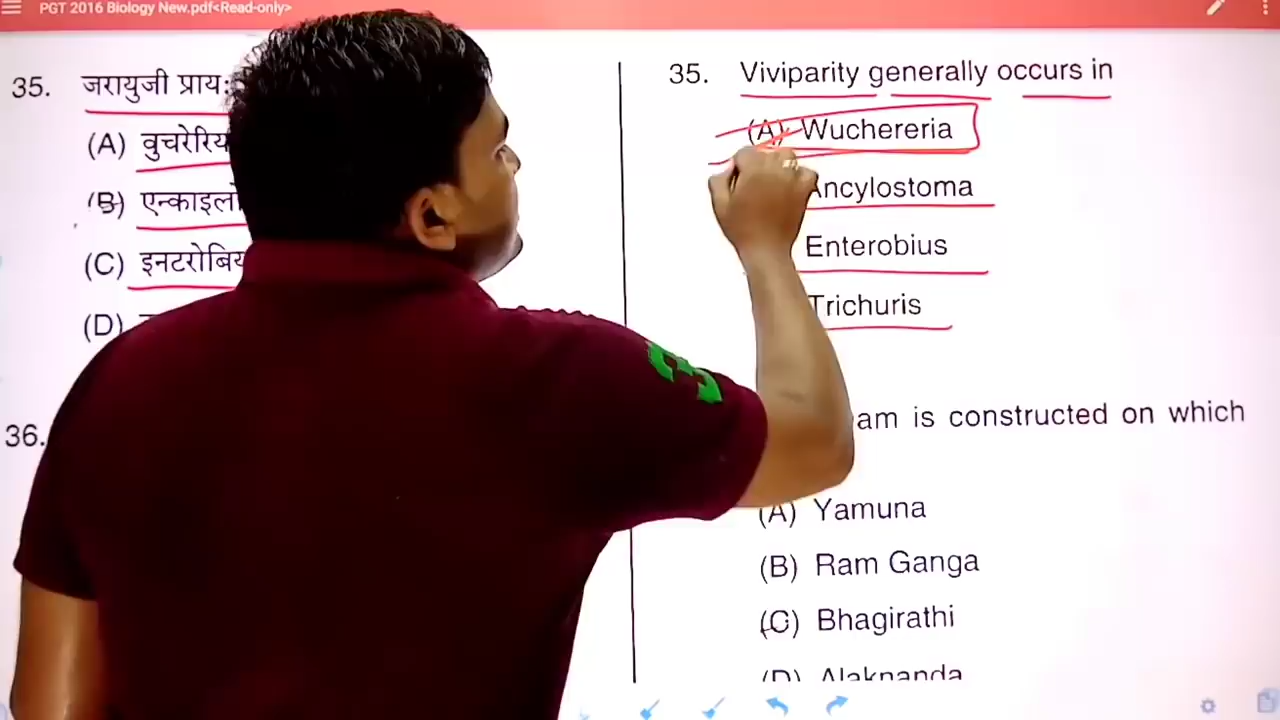 PGT 2016 Biology New.pdf<Read-only>
35. जरायुजी प्राय:
(A) वुचरेरिय
(B) एन्काइलो
(C) इनटरोबिय
(D)
36.
35. Viviparity generally occurs in
(A) Wuchereria
Ancylostoma
Enterobius
Trichuris
am is constructed on which
(A) Yamuna
(B) Ram Ganga
(C) Bhagirathi
(D) Alaknanda